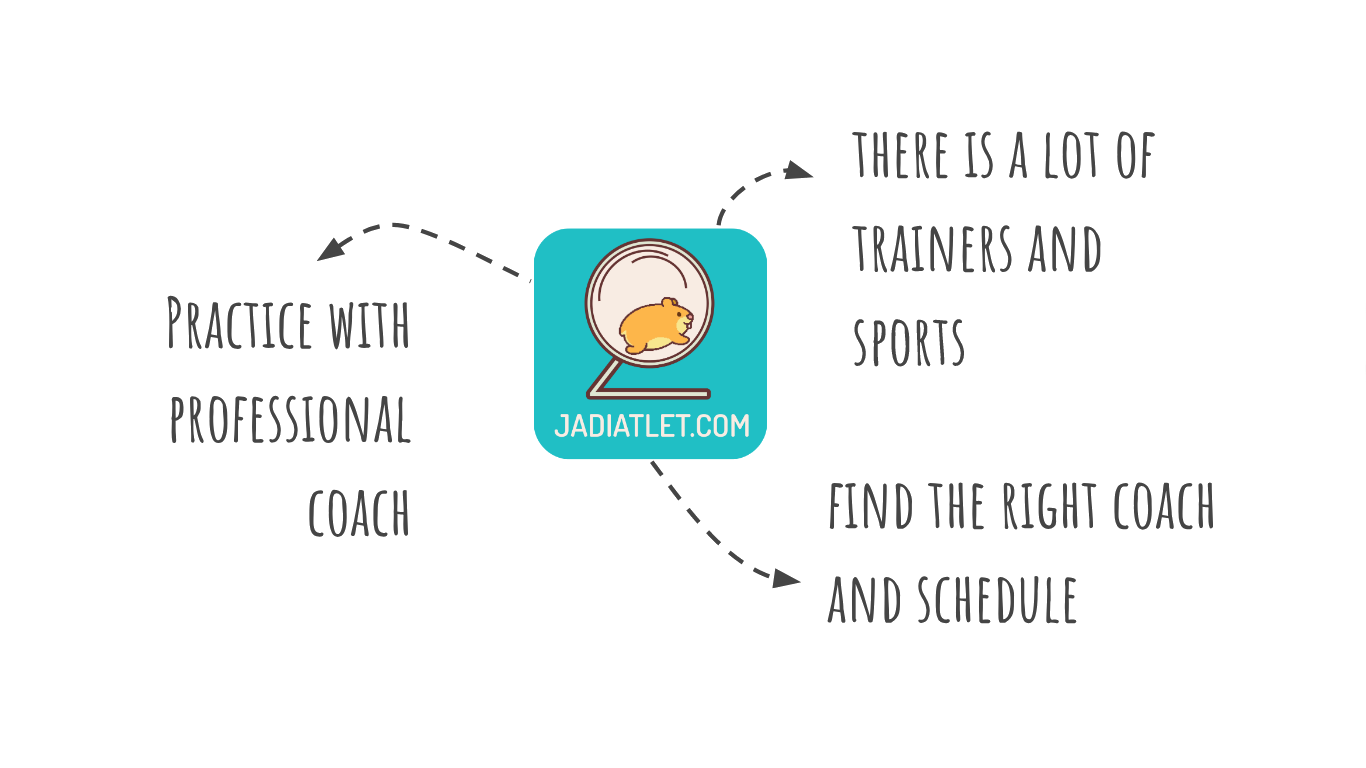 Practice with
professional
coach
JADIATLET.COM
there is a lot of
trainers and
sports
find the right coach
and schedule